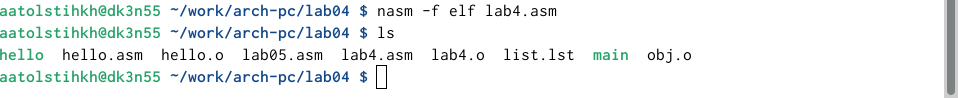 aatolstihkh@dk3n55 ~/work/arch-pc/lab04 $ nasm -f elf lab4.asm
aatolstihkh@dk3n55 ~/work/arch-pc/lab04 $ ls
hello  hello.asm  hello.o  lab05.asm  lab4.asm  lab4.o  list.lst  main  obj.o
aatolstihkh@dk3n55 ~/work/arch-pc/lab04 $